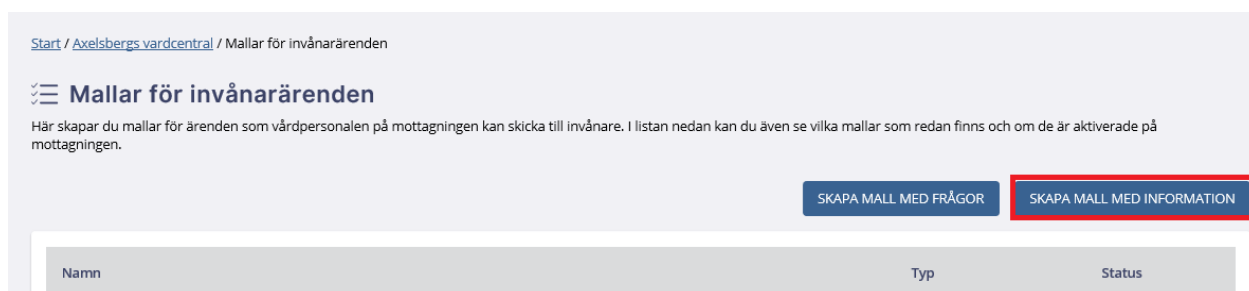 Start / Axelsbergs vardcentral / Mallar för invånarärenden
Mallar för invånarärenden
Här skapar du mallar för ärenden som vårdpersonalen på mottagningen kan skicka till invånare. I listan nedan kan du även se vilka mallar som redan finns och om de är aktiverade på
mottagningen.
SKAPA MALL MED FRÅGOR SKAPA MALL MED INFORMATION
Namn Typ Status